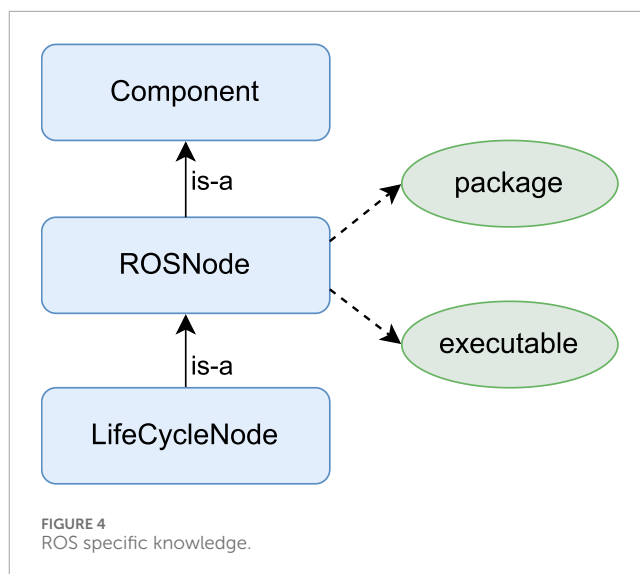 Component
is-a
package
ROSNode
executable
is-a
LifeCycleNode
FIGURE 4
ROS specific knowledge.